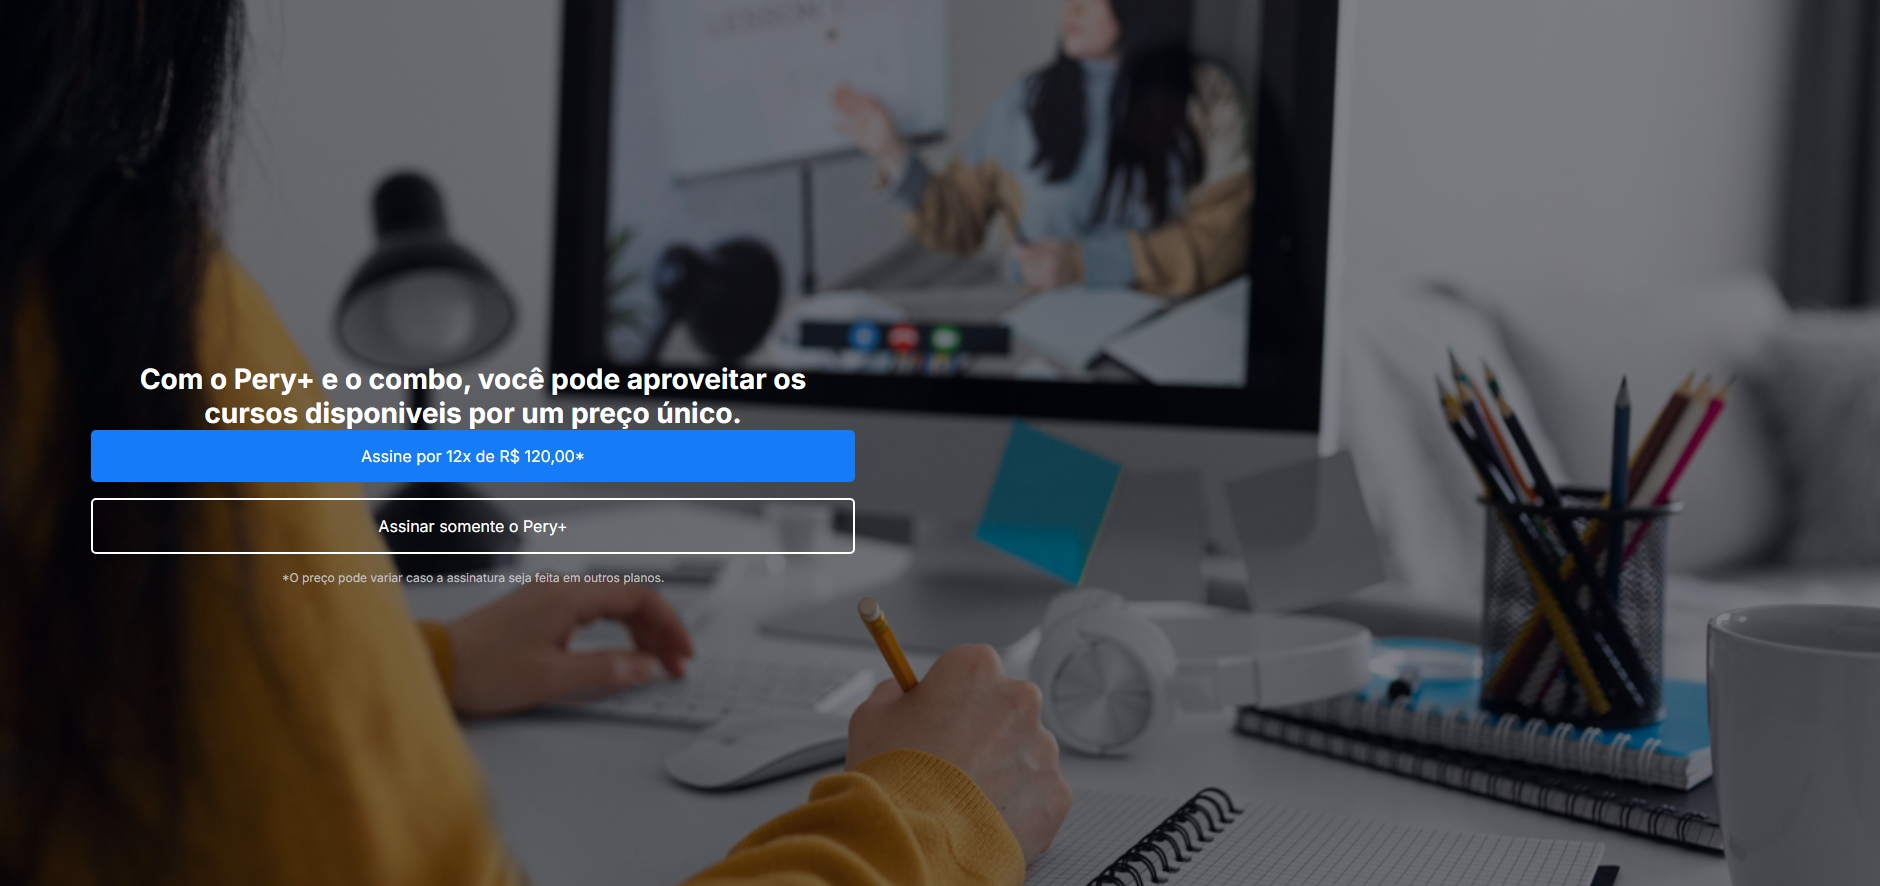 Com o Pery+ e o combo, você pode aproveitar os
cursos disponiveis por um preço único.
Assine por 12x de R$ 120,00*
Assinar somente o Pery+
*O preço pode variar caso a assinatura seja feita em outros planos.